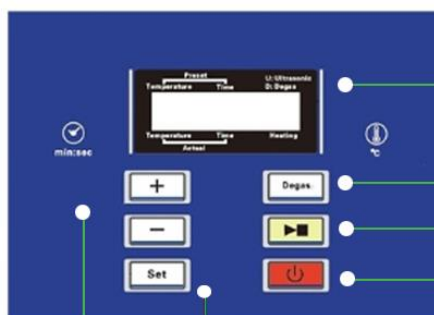 Preset
U: Ultrasonic
Temperature Time D: Degas
Temperature Time Heating
Actual
min:sec
°C
+
Degas
−
Set